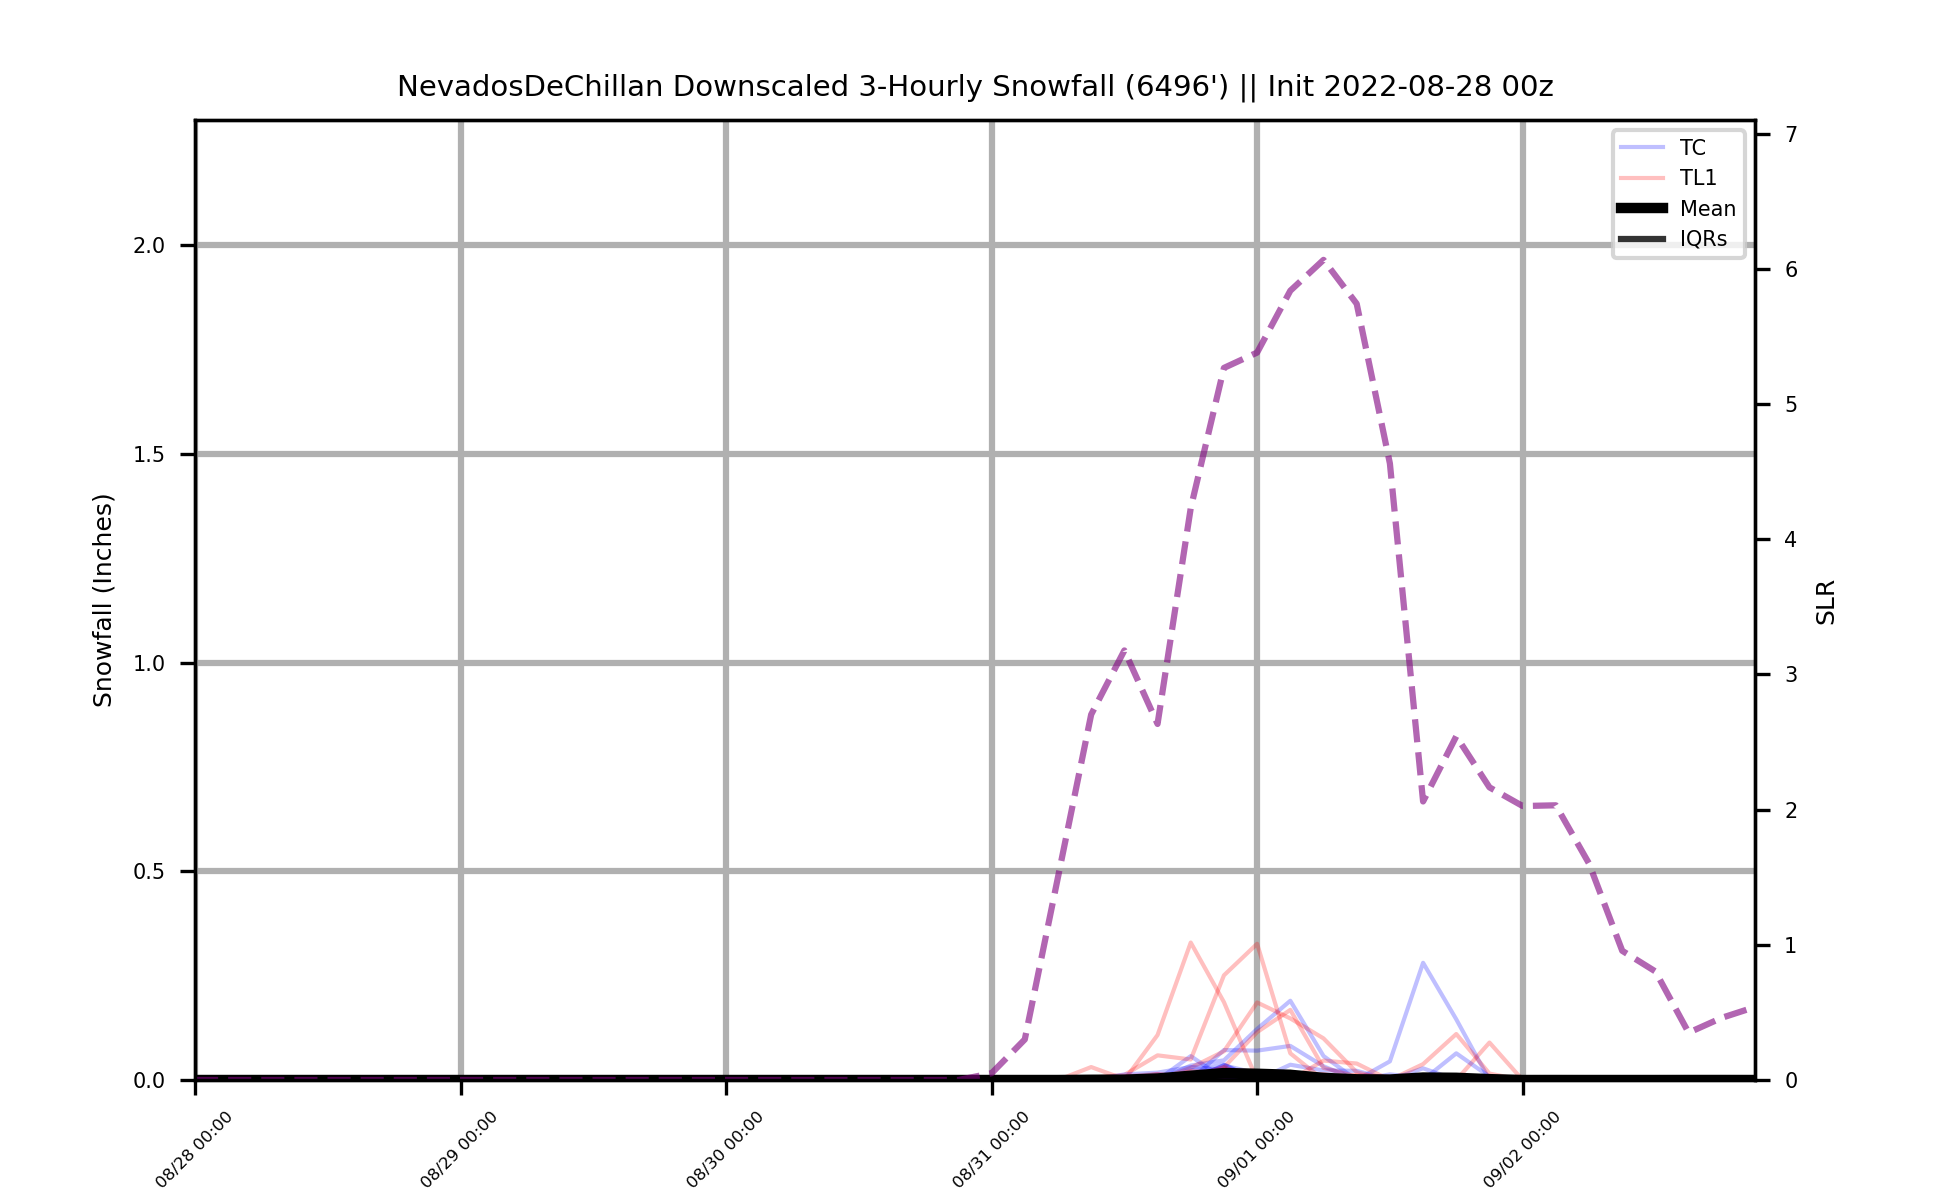 NevadosDeChillan Downscaled 3-Hourly Snowfall (6496') || Init 2022-08-28 00z
TC
TL1
Mean
IQRs
2.0
1.5
1.0
0.5
0.0
Snowfall (Inches)
7
6
5
4
3
2
1
0
SLR
08/28 00:00
08/29 00:00
08/30 00:00
08/31 00:00
09/01 00:00
09/02 00:00